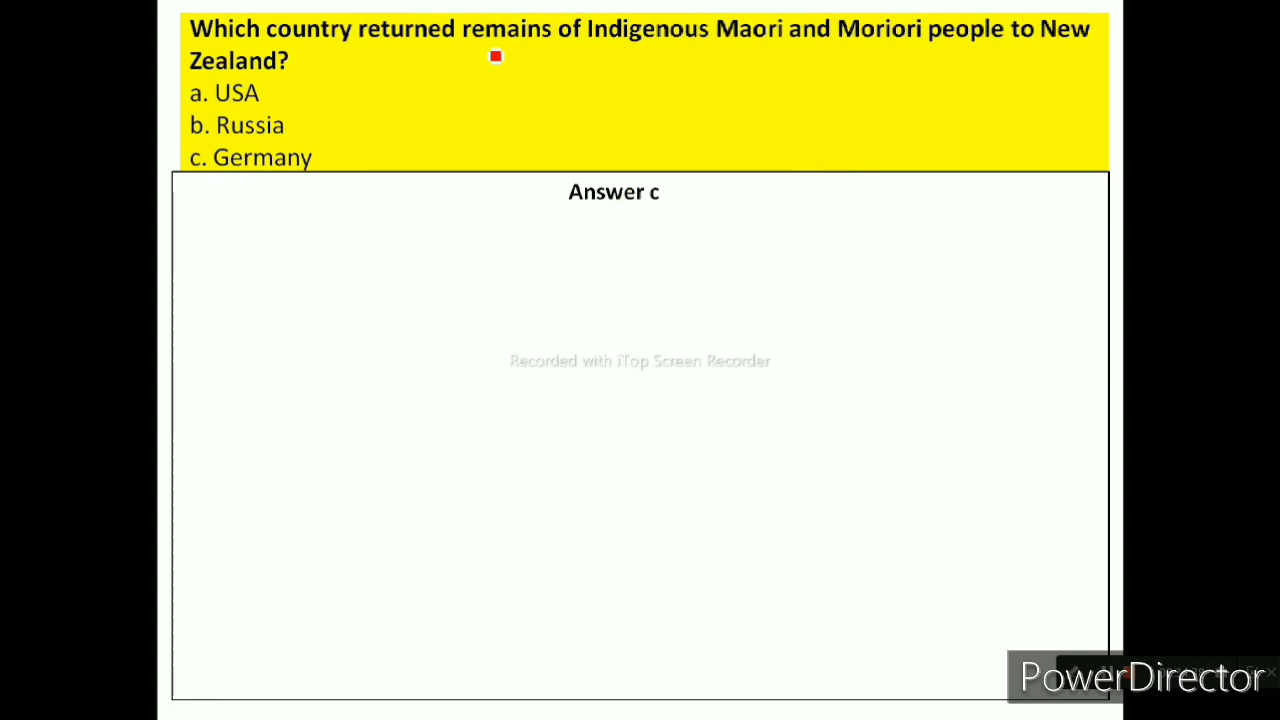 Which country returned remains of Indigenous Maori and Moriori people to New
Zealand?
a. USA
b. Russia
c. Germany
Answer c
Recorded with iTop Screen Recorder
PowerDirector